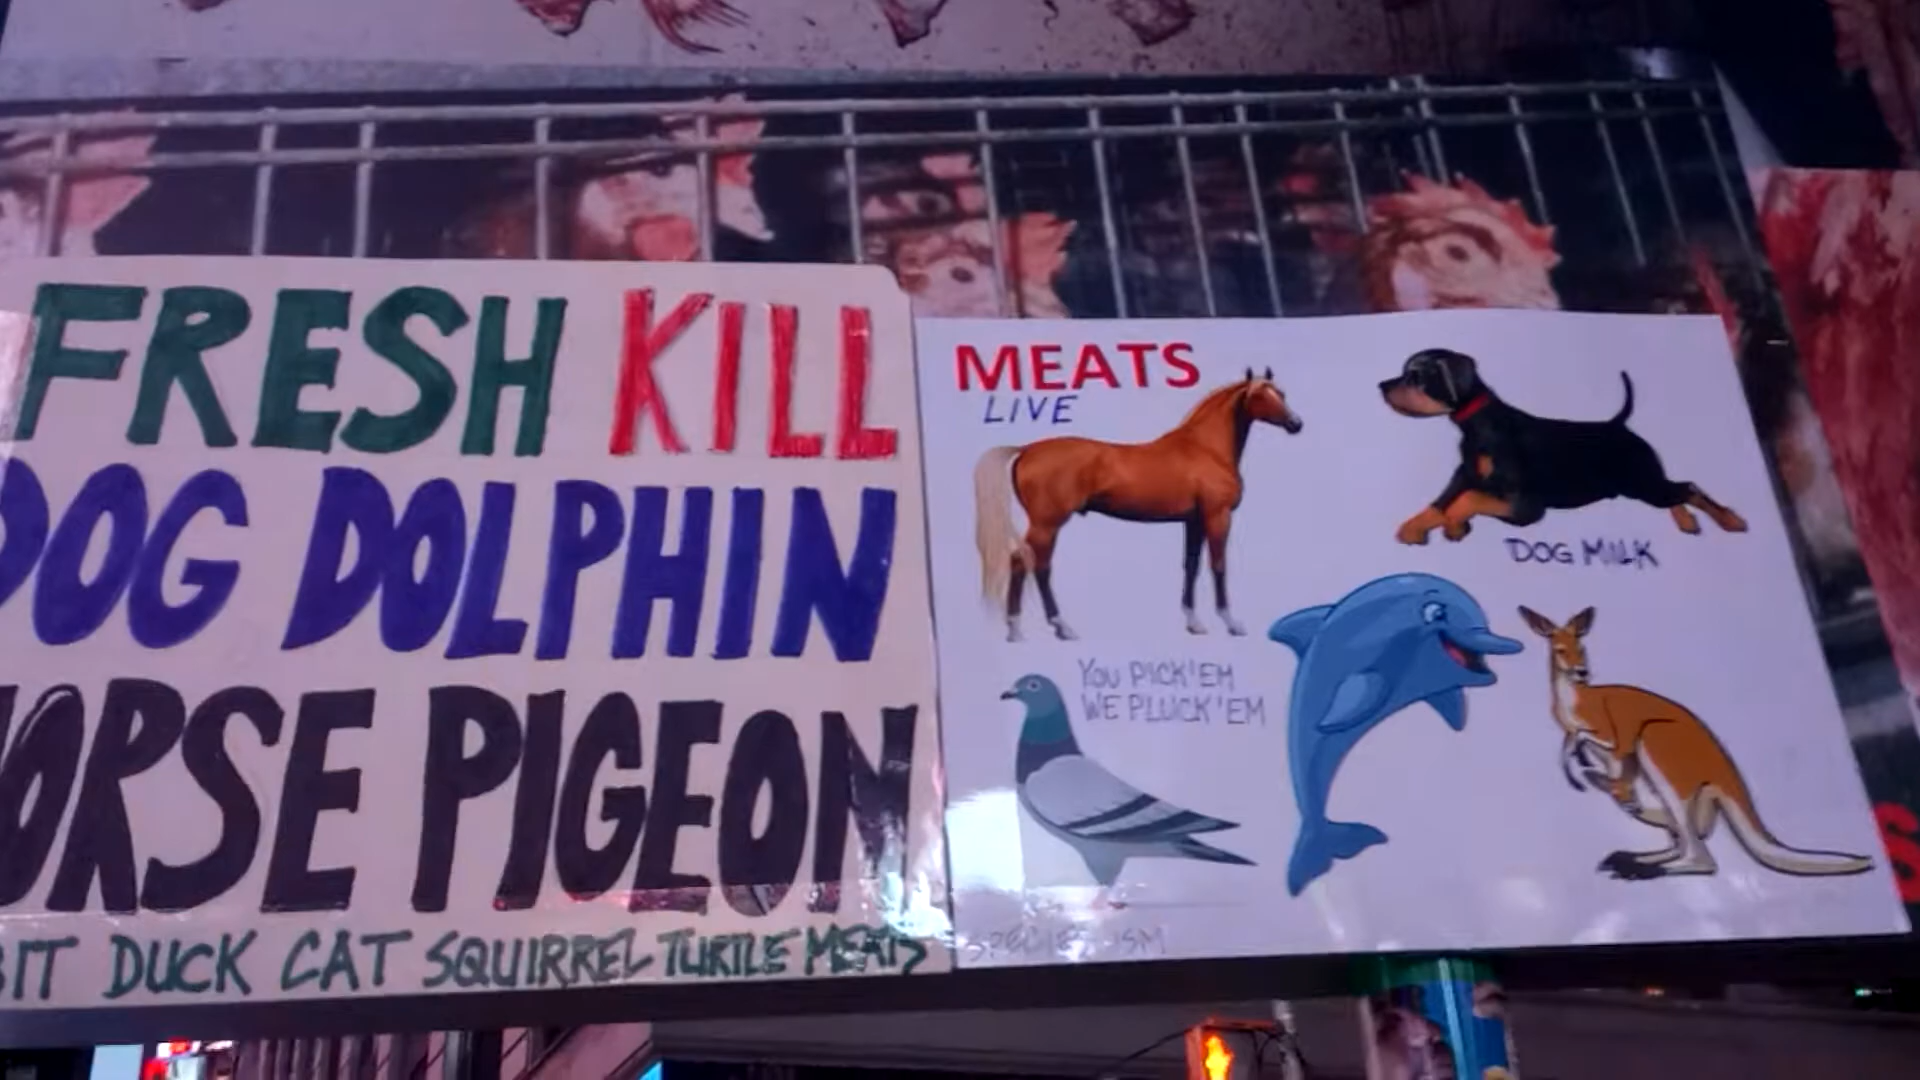 FRESH KILL
DOG DOLPHIN
HORSE PIGEON
BIT DUCK CAT SQUIRREL TURTLE MEATS
MEATS
LIVE
DOG MILK
YOU PICK'EM
WE PLUCK'EM
SPECIESISM
S